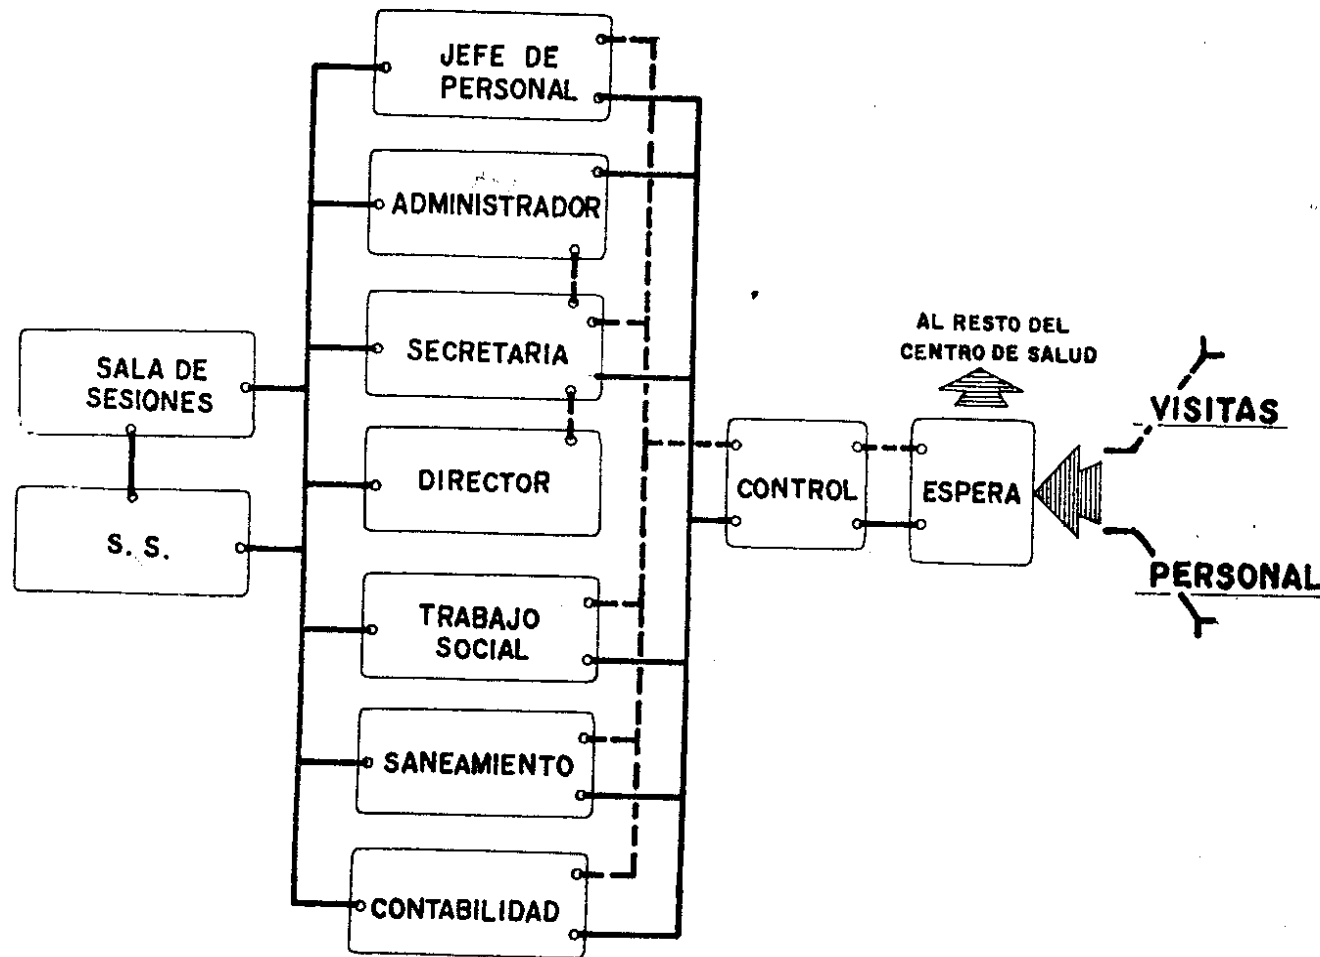 JEFE DE
PERSONAL
ADMINISTRADOR
SECRETARIA
DIRECTOR
TRABAJO
SOCIAL
SANEAMIENTO
CONTABILIDAD
SALA DE
SESIONES
S. S.
CONTROL
ESPERA
AL RESTO DEL
CENTRO DE SALUD
VISITAS
PERSONAL